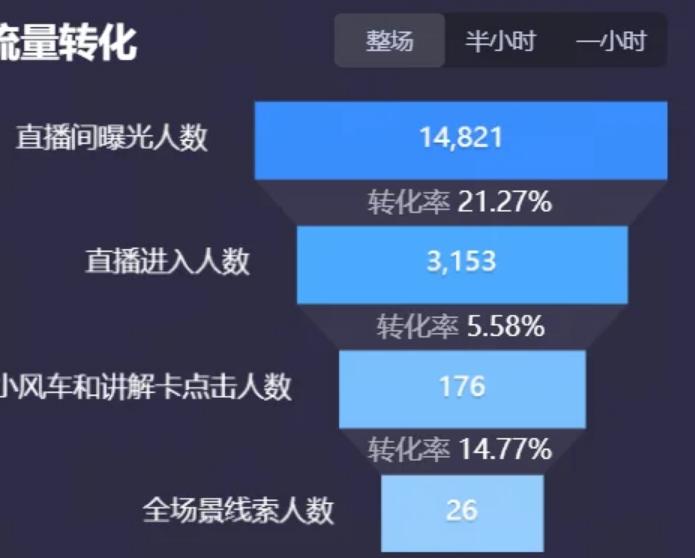 流量转化
整场 半小时 一小时
直播间曝光人数 14,821
转化率 21.27%
直播进入人数 3,153
转化率 5.58%
小风车和讲解卡点击人数 176
转化率 14.77%
全场景线索人数 26